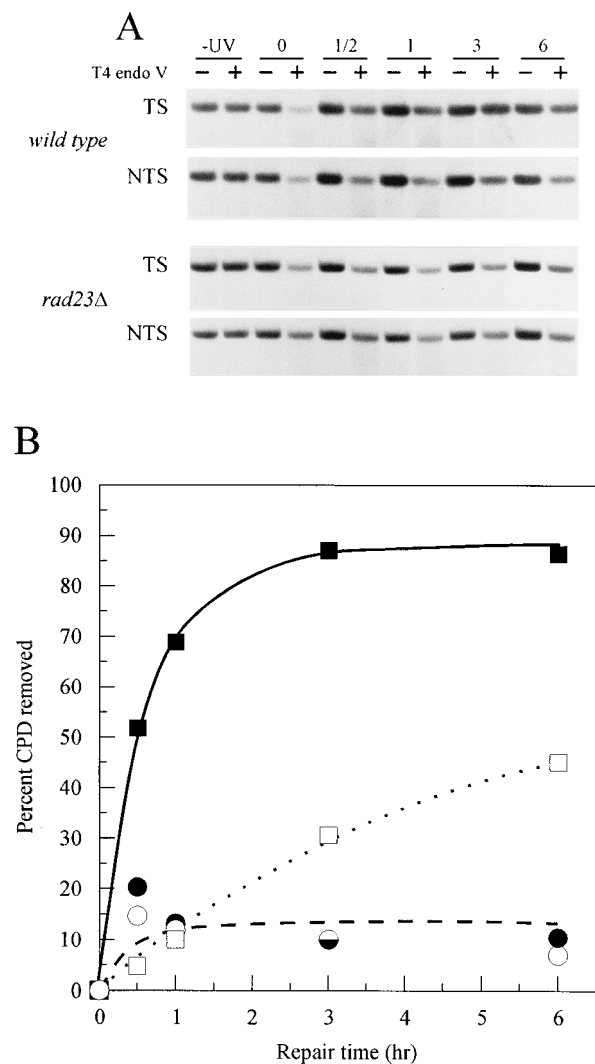 A
-UV 0 1/2 1 3 6
T4 endo V − + − + − + − + − + − +
TS
wild type
NTS
TS
rad23Δ
NTS
B
100
90
80
70
60
50
40
30
20
10
0
Percent CPD removed
0 1 2 3 4 5 6
Repair time (hr)